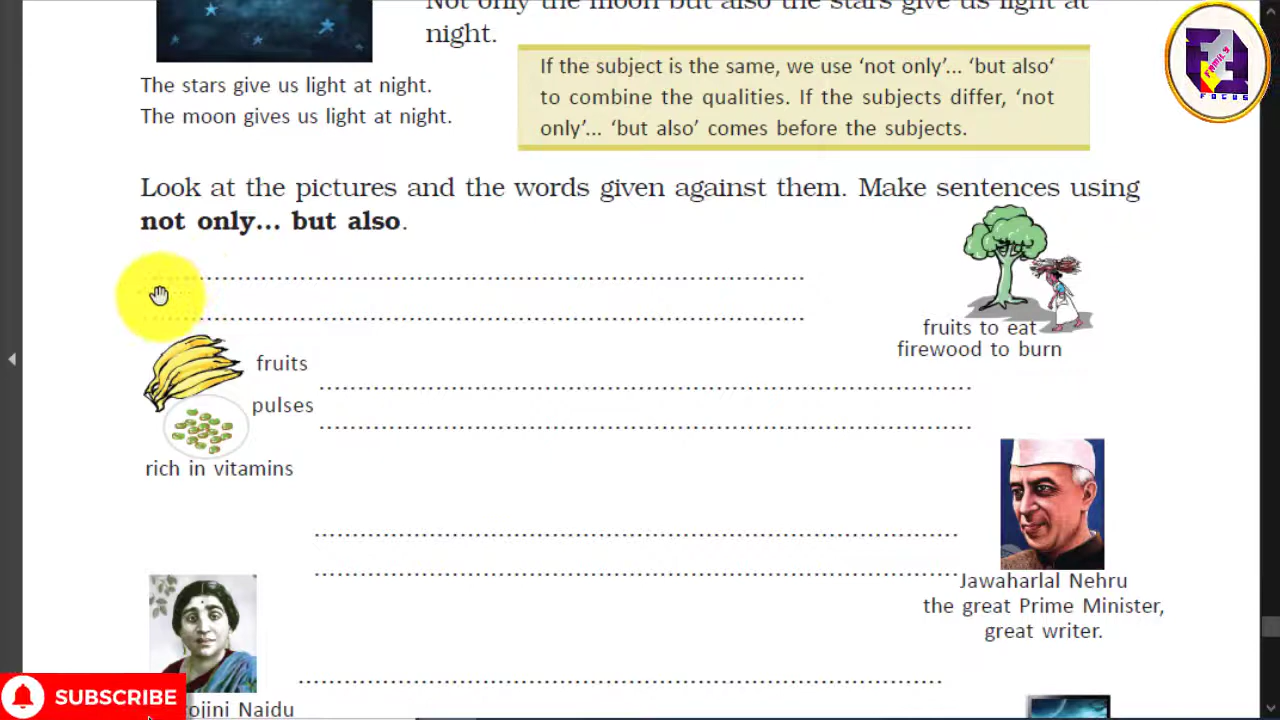 Not only the moon but also the stars give us light at
night.
The stars give us light at night.
The moon gives us light at night.
If the subject is the same, we use ‘not only’... ‘but also‘
to combine the qualities. If the subjects differ, ‘not
only’... ‘but also’ comes before the subjects.
FAMILY
FOCUS
Look at the pictures and the words given against them. Make sentences using
not only... but also.
fruits to eat
firewood to burn
fruits
pulses
rich in vitamins
Jawaharlal Nehru
the great Prime Minister,
great writer.
SUBSCRIBE
Naidu